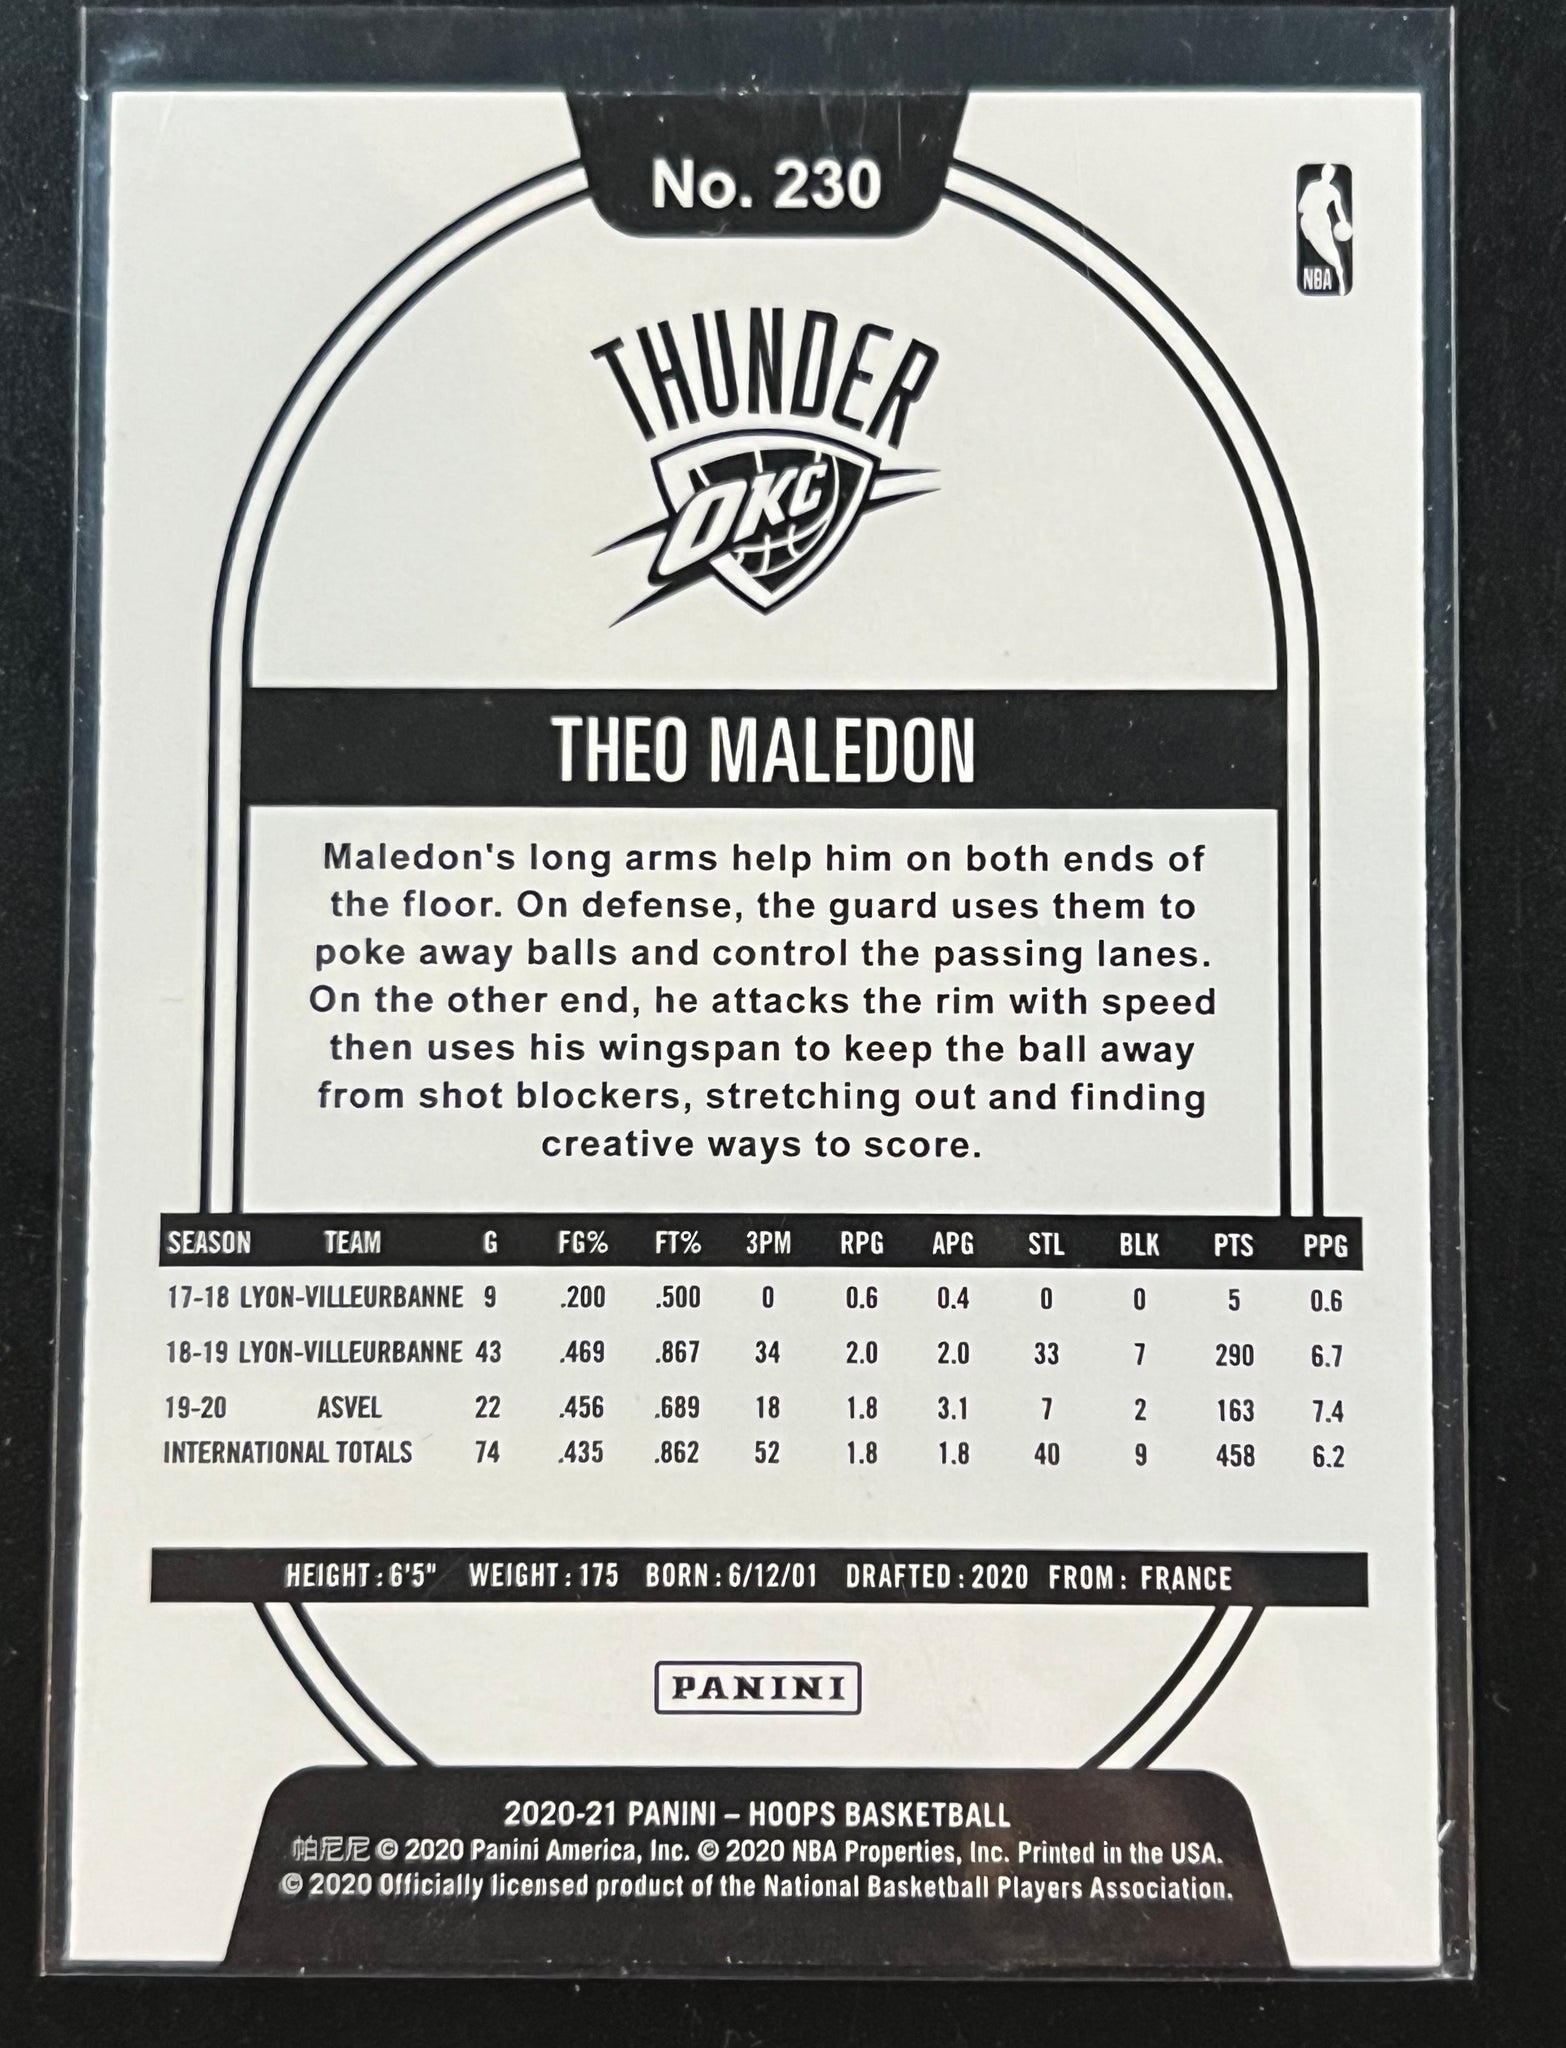 No. 230
NBA
THUNDER
OKC
THEO MALEDON
Maledon's long arms help him on both ends of
the floor. On defense, the guard uses them to
poke away balls and control the passing lanes.
On the other end, he attacks the rim with speed
then uses his wingspan to keep the ball away
from shot blockers, stretching out and finding
creative ways to score.
SEASON TEAM G FG% FT% 3PM RPG APG STL BLK PTS PPG
17-18 LYON-VILLEURBANNE 9 .200 .500 0 0.6 0.4 0 0 5 0.6
18-19 LYON-VILLEURBANNE 43 .469 .867 34 2.0 2.0 33 7 290 6.7
19-20 ASVEL 22 .456 .689 18 1.8 3.1 7 2 163 7.4
INTERNATIONAL TOTALS 74 .435 .862 52 1.8 1.8 40 9 458 6.2
HEIGHT: 6'5" WEIGHT: 175 BORN: 6/12/01 DRAFTED: 2020 FROM: FRANCE
PANINI
2020-21 PANINI – HOOPS BASKETBALL
帕尼尼 © 2020 Panini America, Inc. © 2020 NBA Properties, Inc. Printed in the USA.
© 2020 Officially licensed product of the National Basketball Players Association.